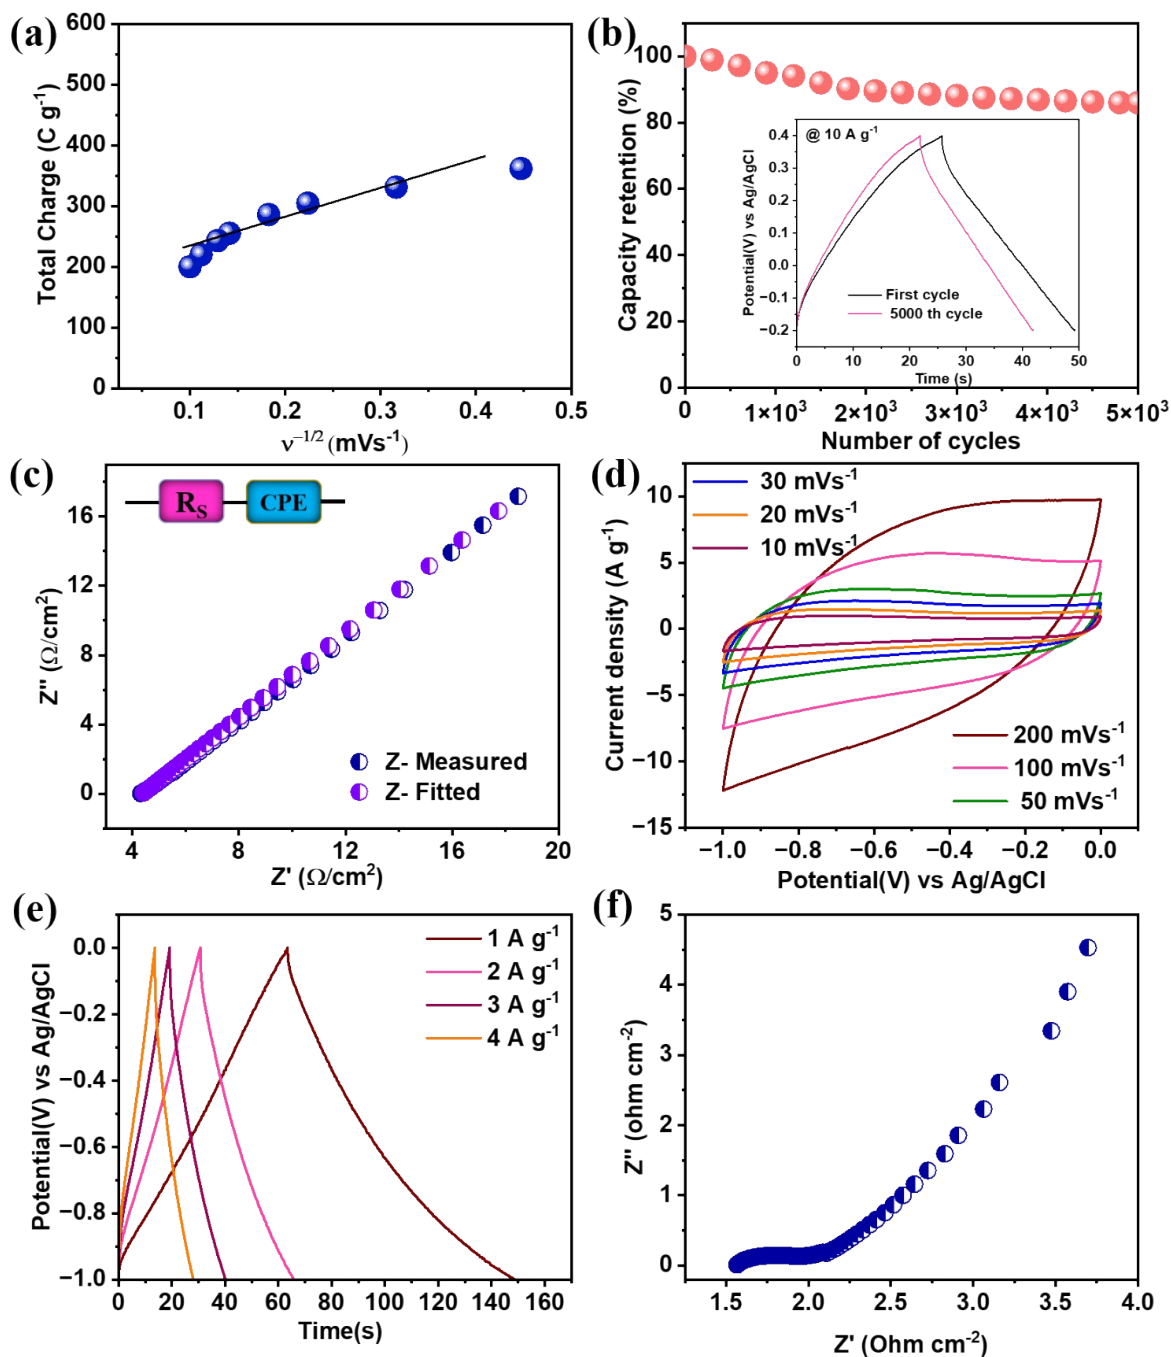 (a)
600
500
400
300
200
100
0
Total Charge (C g⁻¹)
0.1 0.2 0.3 0.4 0.5
ν⁻¹/² (mVs⁻¹)
(b)
100
80
60
40
20
0
Capacity retention (%)
@ 10 A g⁻¹
0.4
0.3
0.2
0.1
0.0
−0.1
−0.2
Potential(V) vs Ag/AgCl
First cycle
5000 th cycle
0 10 20 30 40 50
Time (s)
0 1×10³ 2×10³ 3×10³ 4×10³ 5×10³
Number of cycles
(c)
RS CPE
16
12
8
4
0
Z'' (Ω/cm²)
Z- Measured
Z- Fitted
4 8 12 16 20
Z' (Ω/cm²)
(d)
10
5
0
−5
−10
−15
Current density (A g⁻¹)
30 mVs⁻¹
20 mVs⁻¹
10 mVs⁻¹
200 mVs⁻¹
100 mVs⁻¹
50 mVs⁻¹
−1.0 −0.8 −0.6 −0.4 −0.2 0.0
Potential(V) vs Ag/AgCl
(e)
0.0
−0.2
−0.4
−0.6
−0.8
−1.0
Potential(V) vs Ag/AgCl
1 A g⁻¹
2 A g⁻¹
3 A g⁻¹
4 A g⁻¹
0 20 40 60 80 100 120 140 160
Time(s)
(f)
5
4
3
2
1
0
Z'' (ohm cm⁻²)
1.5 2.0 2.5 3.0 3.5 4.0
Z' (Ohm cm⁻²)